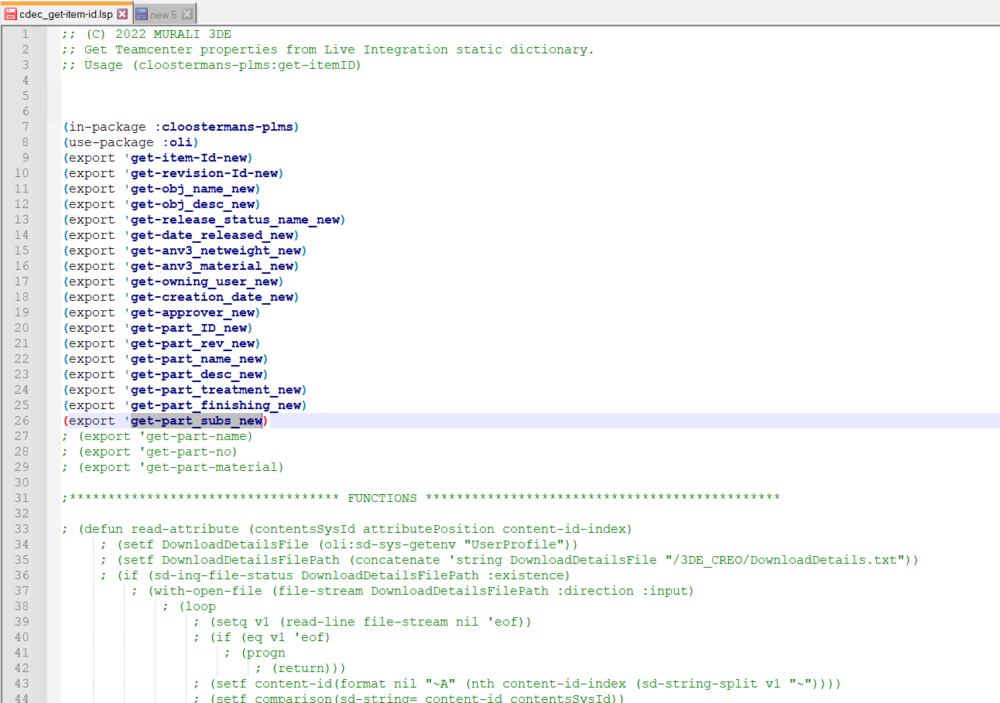 cdec_get-item-id.lsp
new 5
1 ;; (C) 2022 MURALI 3DE
2 ;; Get Teamcenter properties from Live Integration static dictionary.
3 ;; Usage (cloostermans-plms:get-itemID)
4
5
6
7 (in-package :cloostermans-plms)
8 (use-package :oli)
9 (export 'get-item-Id-new)
10 (export 'get-revision-Id-new)
11 (export 'get-obj_name_new)
12 (export 'get-obj_desc_new)
13 (export 'get-release_status_name_new)
14 (export 'get-date_released_new)
15 (export 'get-anv3_netweight_new)
16 (export 'get-anv3_material_new)
17 (export 'get-owning_user_new)
18 (export 'get-creation_date_new)
19 (export 'get-approver_new)
20 (export 'get-part_ID_new)
21 (export 'get-part_rev_new)
22 (export 'get-part_name_new)
23 (export 'get-part_desc_new)
24 (export 'get-part_treatment_new)
25 (export 'get-part_finishing_new)
26 (export 'get-part_subs_new)
27 ; (export 'get-part-name)
28 ; (export 'get-part-no)
29 ; (export 'get-part-material)
30
31 ;*********************************** FUNCTIONS **********************************************
32
33 ; (defun read-attribute (contentsSysId attributePosition content-id-index)
34 ; (setf DownloadDetailsFile (oli:sd-sys-getenv "UserProfile"))
35 ; (setf DownloadDetailsFilePath (concatenate 'string DownloadDetailsFile "/3DE_CREO/DownloadDetails.txt"))
36 ; (if (sd-inq-file-status DownloadDetailsFilePath :existence)
37 ; (with-open-file (file-stream DownloadDetailsFilePath :direction :input)
38 ; (loop
39 ; (setq v1 (read-line file-stream nil 'eof))
40 ; (if (eq v1 'eof)
41 ; (progn
42 ; (return)))
43 ; (setf content-id(format nil "~A" (nth content-id-index (sd-string-split v1 "~"))))
44 ; (setf comparison(sd-string= content-id contentsSysId))